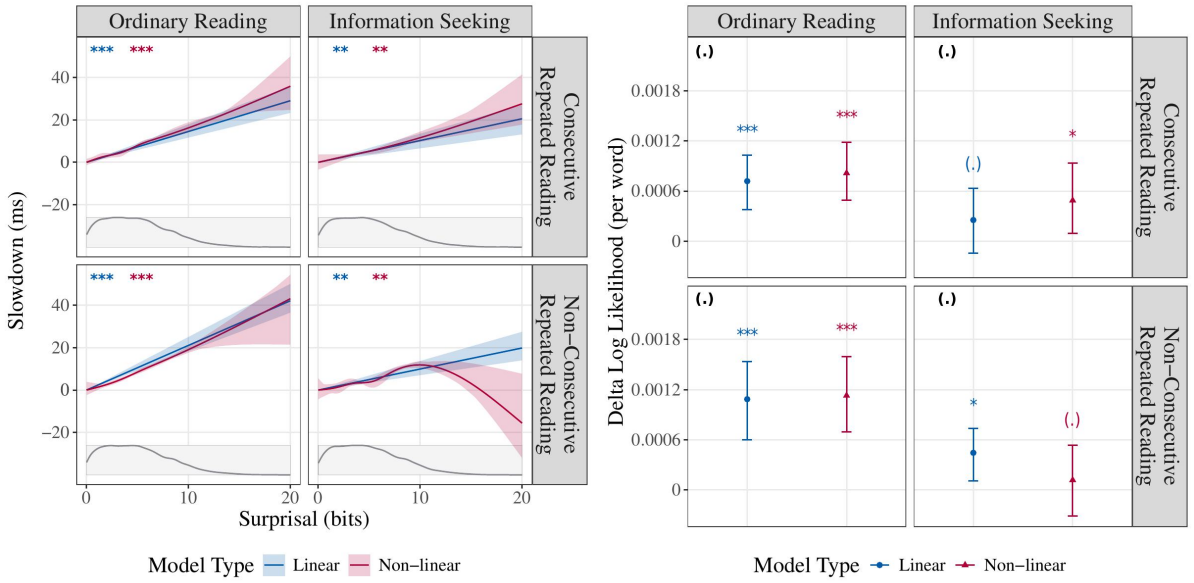 Ordinary Reading
Information Seeking
*** ***
** **
40
20
0
−20
Consecutive
Repeated Reading
*** ***
** **
40
20
0
−20
Non−Consecutive
Repeated Reading
0
10
20
0
10
20
Slowdown (ms)
Surprisal (bits)
Model Type Linear Non−linear
Ordinary Reading
Information Seeking
(.)
(.)
***
***
(.)
*
0.0018
0.0012
0.0006
0
Consecutive
Repeated Reading
(.)
(.)
***
***
*
(.)
0.0018
0.0012
0.0006
0
Non−Consecutive
Repeated Reading
Delta Log Likelihood (per word)
Model Type Linear Non−linear